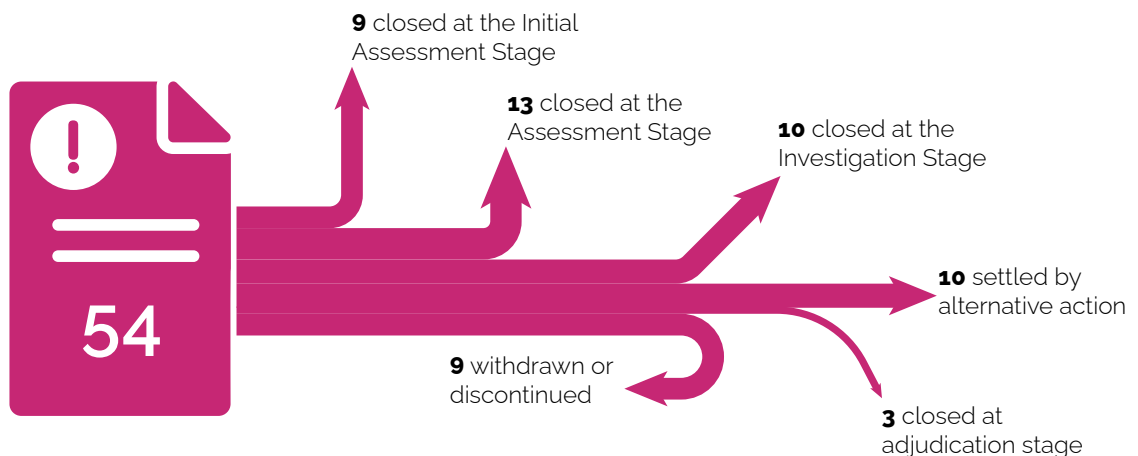 9 closed at the Initial
Assessment Stage
13 closed at the
Assessment Stage
10 closed at the
Investigation Stage
54
10 settled by
alternative action
9 withdrawn or
discontinued
3 closed at
adjudication stage